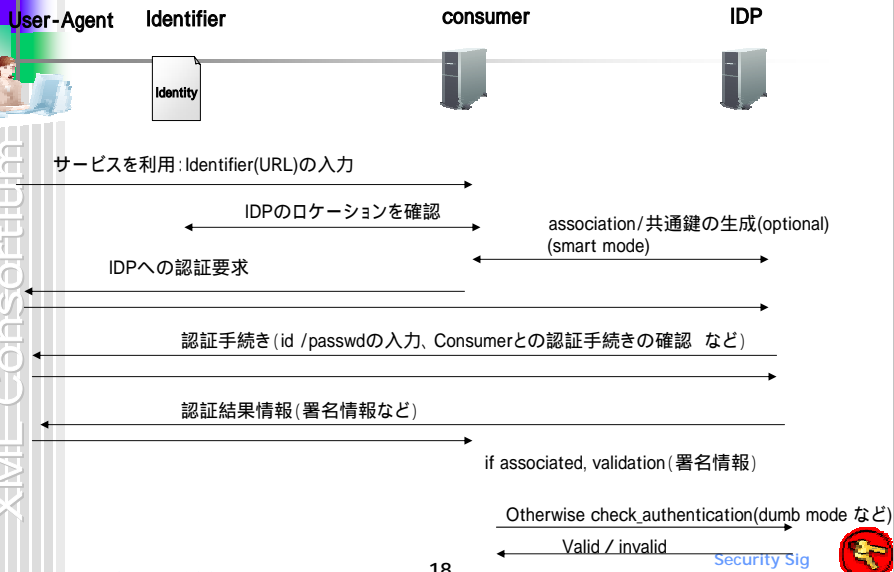 User-Agent
Identifier
consumer
IDP
Identity
サービスを利用:Identifier(URL)の入力
IDPのロケーションを確認
association/共通鍵の生成(optional)
(smart mode)
IDPへの認証要求
認証手続き(id /passwdの入力、Consumerとの認証手続きの確認 など)
認証結果情報(署名情報など)
if associated, validation(署名情報)
Otherwise check_authentication(dumb mode など)
Valid / invalid
XML Consortium
18
Security Sig